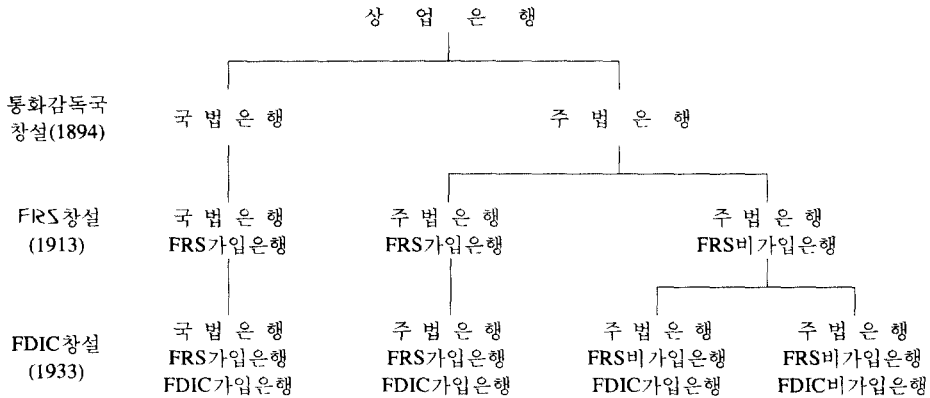 상 업 은 행
통화감독국
창설(1894)
국 법 은 행
주 법 은 행
FRS창설
(1913)
국 법 은 행
FRS가입은행
주 법 은 행
FRS가입은행
주 법 은 행
FRS비가입은행
FDIC창설
(1933)
국 법 은 행
FRS가입은행
FDIC가입은행
주 법 은 행
FRS가입은행
FDIC가입은행
주 법 은 행
FRS비가입은행
FDIC가입은행
주 법 은 행
FRS비가입은행
FDIC비가입은행